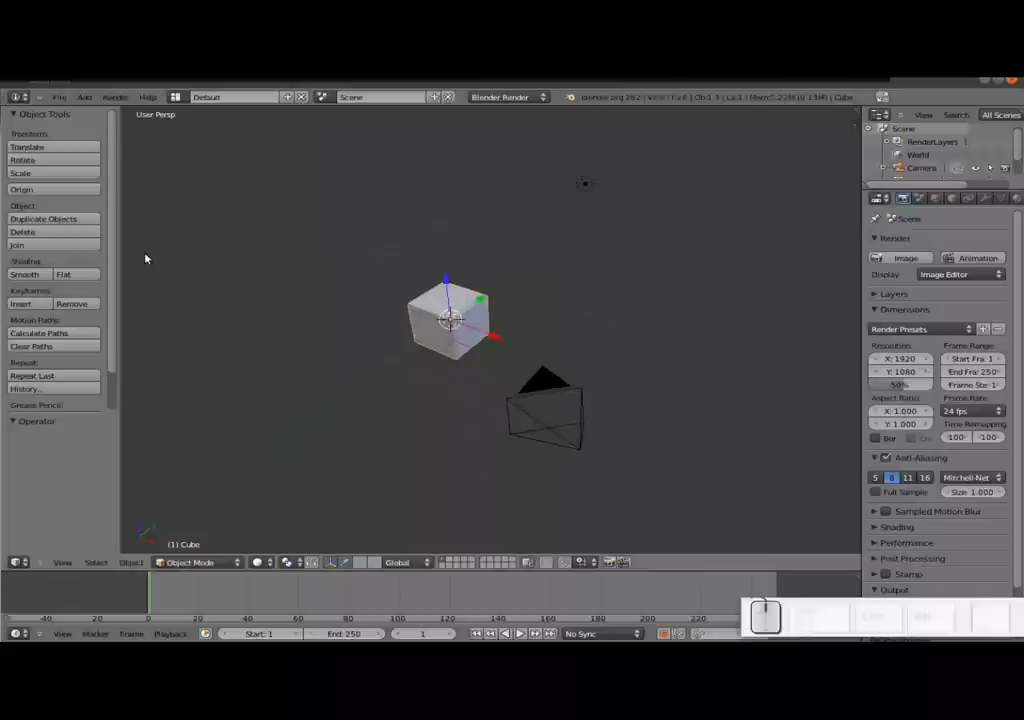 File Add Render Help Default Scene Blender Render blender.org 262 | Cube
Object Tools
User Persp
View Search All Scenes
Scene
RenderLayers
World
Camera
Transform:
Translate
Rotate
Scale
Origin
Object:
Duplicate Objects
Delete
Join
Shading:
Smooth Flat
Keyframes:
Insert Remove
Motion Paths:
Calculate Paths
Clear Paths
Repeat:
Repeat Last
History...
Grease Pencil:
Operator
Scene
Render
Image Animation
Display Image Editor
Layers
Dimensions
Render Presets
Resolution: Frame Range:
X: 1920 Start Fra: 1
Y: 1080 End Fra: 250
50% Frame Ste: 1
Aspect Ratio: Frame Rate:
X: 1.000 24 fps
Y: 1.000 Time Remapping
Bor 100 100
Anti-Aliasing
5 8 11 16 Mitchell-Net
Full Sample Size: 1.000
Sampled Motion Blur
Shading
Performance
Post Processing
Stamp
Output
(1) Cube
View Select Object Object Mode Global
-40 -20 0 20 40 60 80 100 120 140 160 180 200 220
View Marker Frame Playback Start: 1 End: 250 1 No Sync